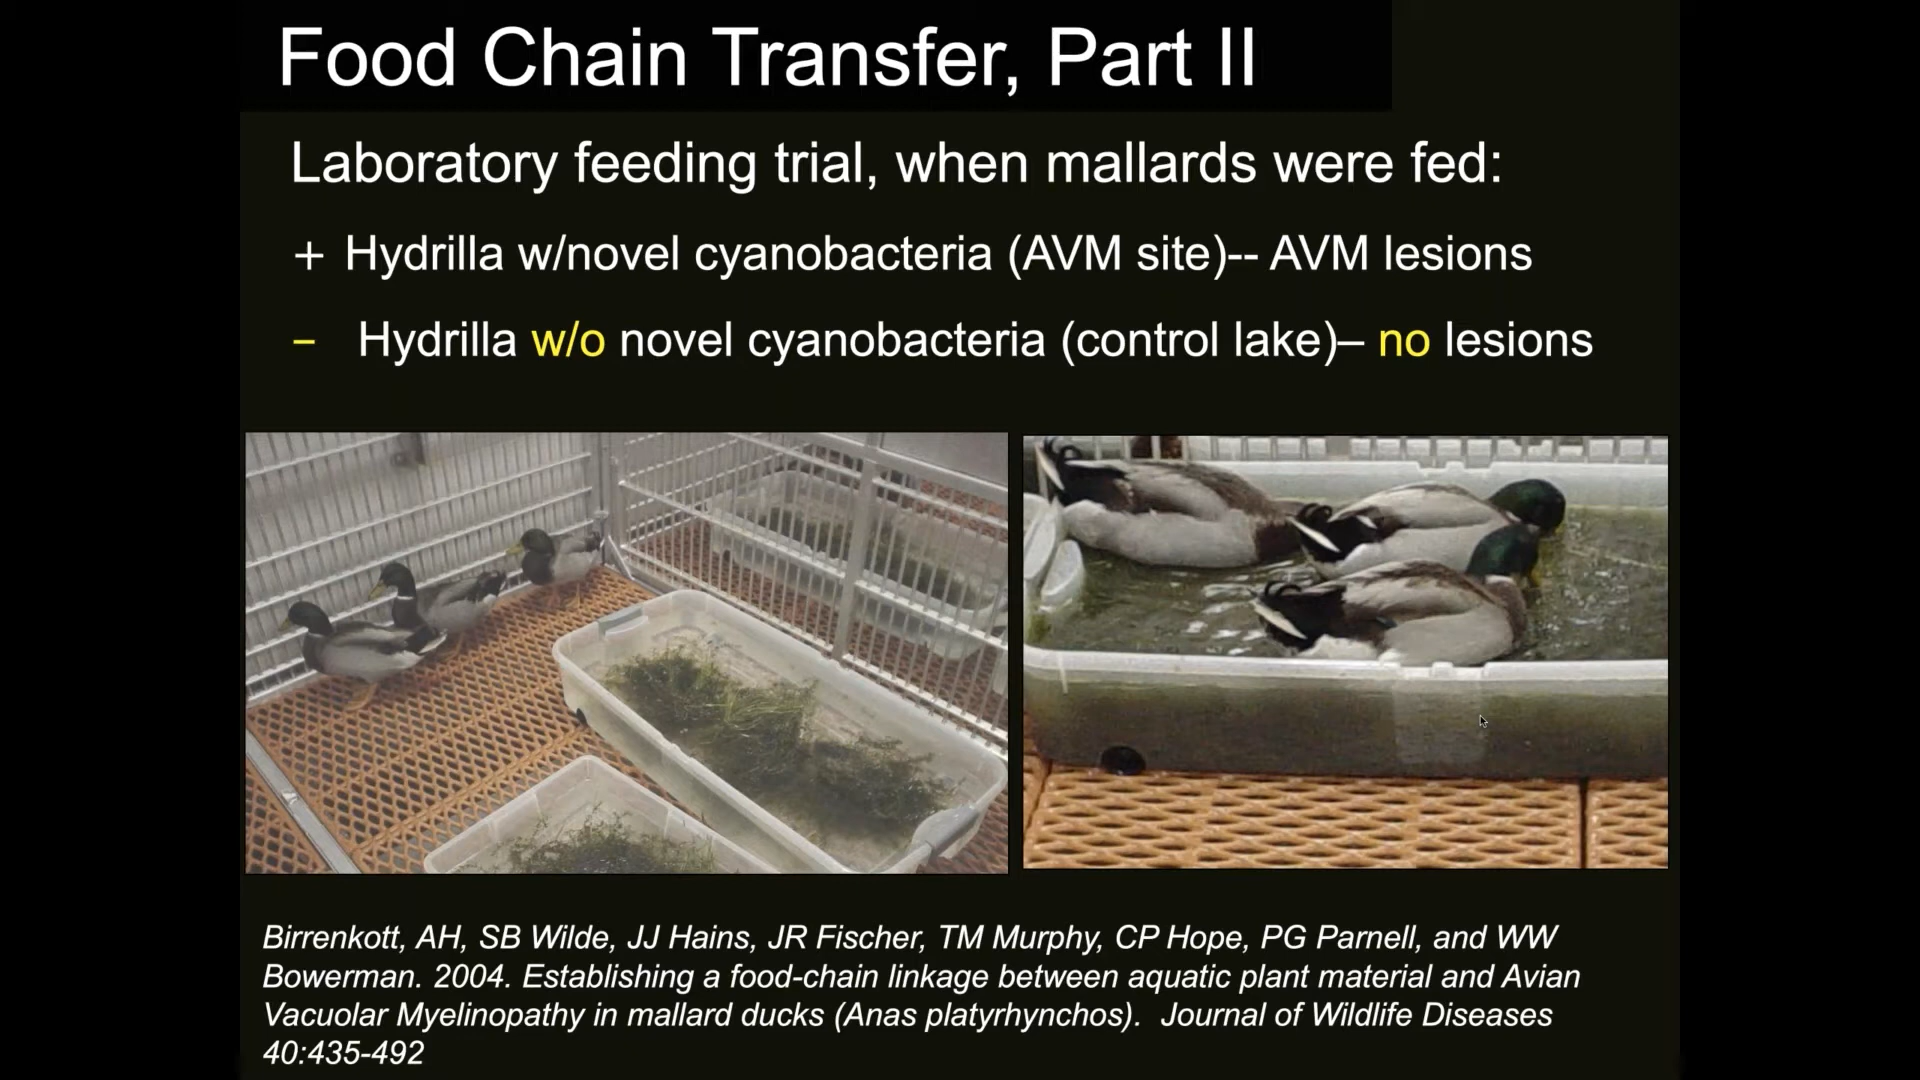 Food Chain Transfer, Part II
Laboratory feeding trial, when mallards were fed:
+ Hydrilla w/novel cyanobacteria (AVM site)-- AVM lesions
– Hydrilla w/o novel cyanobacteria (control lake)– no lesions
Birrenkott, AH, SB Wilde, JJ Hains, JR Fischer, TM Murphy, CP Hope, PG Parnell, and WW
Bowerman. 2004. Establishing a food-chain linkage between aquatic plant material and Avian
Vacuolar Myelinopathy in mallard ducks (Anas platyrhynchos).  Journal of Wildlife Diseases
40:435-492